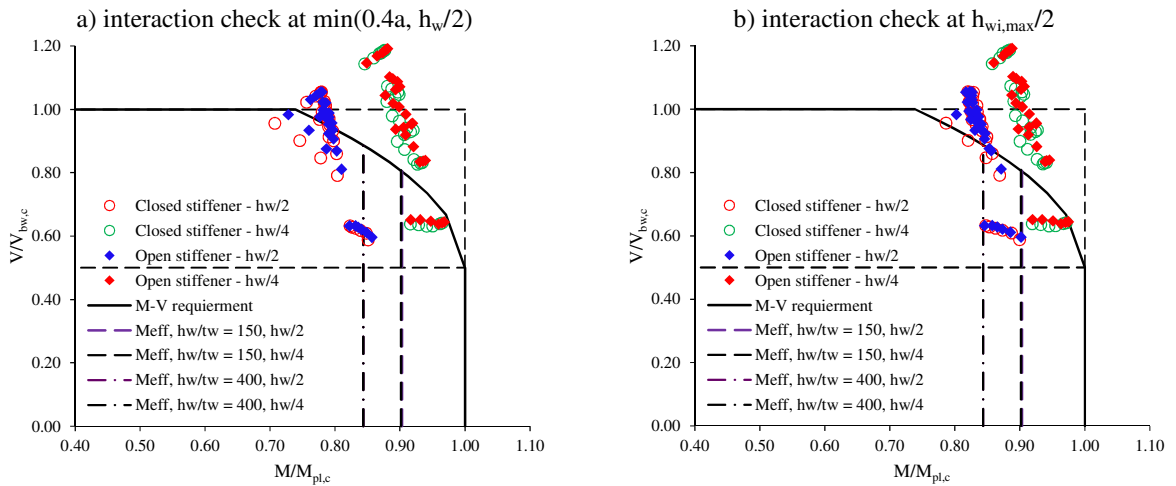 a) interaction check at min(0.4a, hw/2)
1.20
1.00
0.80
0.60
0.40
0.20
0.00
V/Vbw,c
Closed stiffener - hw/2
Closed stiffener - hw/4
Open stiffener - hw/2
Open stiffener - hw/4
M-V requierment
Meff, hw/tw = 150, hw/2
Meff, hw/tw = 150, hw/4
Meff, hw/tw = 400, hw/2
Meff, hw/tw = 400, hw/4
0.40 0.50 0.60 0.70 0.80 0.90 1.00 1.10
M/Mpl,c
b) interaction check at hwi,max/2
1.20
1.00
0.80
0.60
0.40
0.20
0.00
V/Vbw,c
Closed stiffener - hw/2
Closed stiffener - hw/4
Open stiffener - hw/2
Open stiffener - hw/4
M-V requierment
Meff, hw/tw = 150, hw/2
Meff, hw/tw = 150, hw/4
Meff, hw/tw = 400, hw/2
Meff, hw/tw = 400, hw/4
0.40 0.50 0.60 0.70 0.80 0.90 1.00 1.10
M/Mpl,c